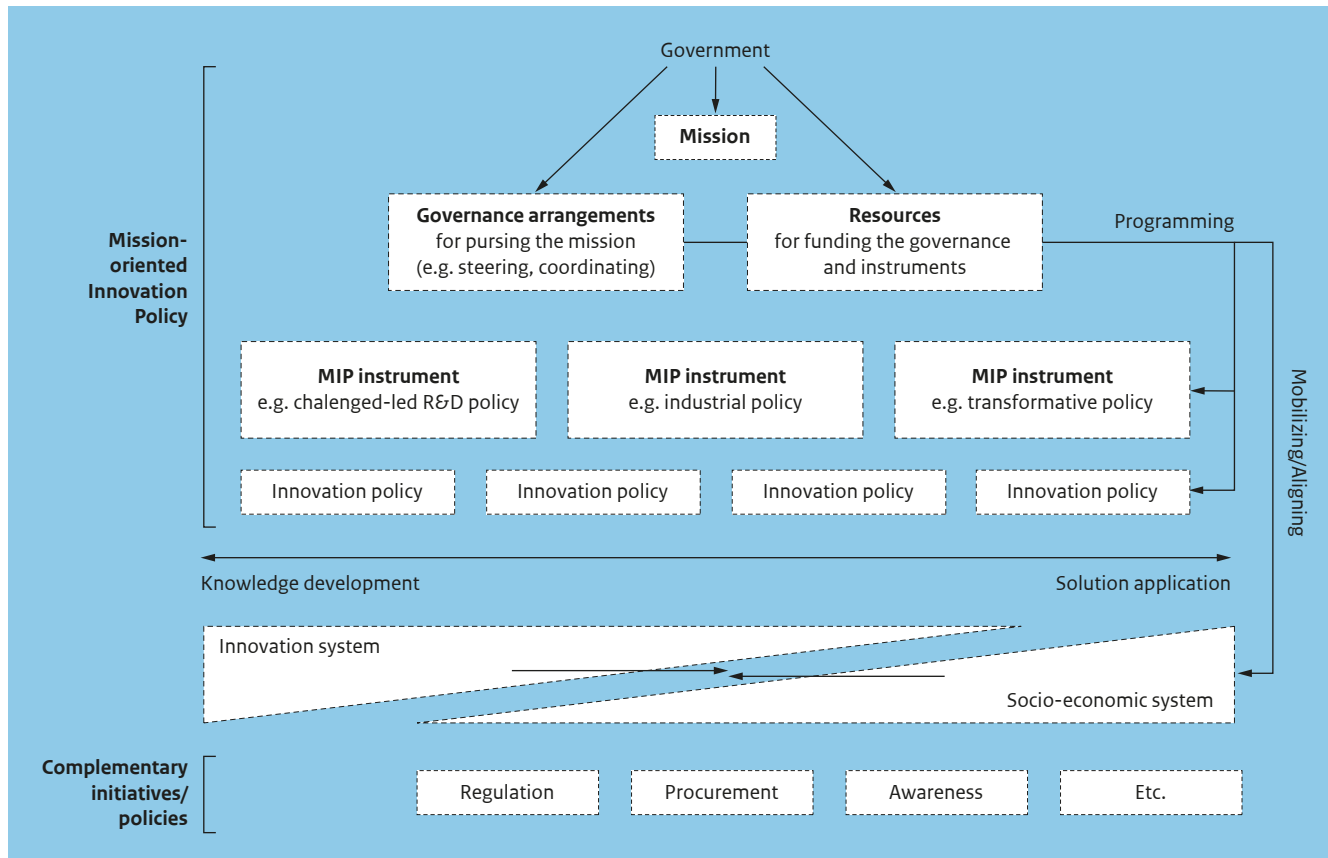 Government
Mission
Governance arrangements
for pursing the mission
(e.g. steering, coordinating)
Resources
for funding the governance
and instruments
Programming
Mission-
oriented
Innovation
Policy
MIP instrument
e.g. chalenged-led R&D policy
MIP instrument
e.g. industrial policy
MIP instrument
e.g. transformative policy
Mobilizing/Aligning
Innovation policy
Innovation policy
Innovation policy
Innovation policy
Knowledge development
Solution application
Innovation system
Socio-economic system
Complementary
initiatives/
policies
Regulation
Procurement
Awareness
Etc.